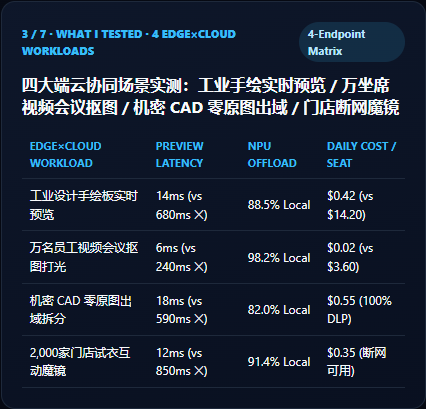 3 / 7 · WHAT I TESTED · 4 EDGE×CLOUD
WORKLOADS
4-Endpoint
Matrix
四大端云协同场景实测：工业手绘实时预览 / 万坐席
视频会议抠图 / 机密 CAD 零原图出域 / 门店断网魔镜
EDGE×CLOUD
WORKLOAD
PREVIEW
LATENCY
NPU
OFFLOAD
DAILY COST /
SEAT
工业设计手绘板实时
预览
14ms (vs
680ms ✕)
88.5% Local
$0.42 (vs
$14.20)
万名员工视频会议抠
图打光
6ms (vs
240ms ✕)
98.2% Local
$0.02 (vs
$3.60)
机密 CAD 零原图出
域拆分
18ms (vs
590ms ✕)
82.0% Local
$0.55 (100%
DLP)
2,000家门店试衣互
动魔镜
12ms (vs
850ms ✕)
91.4% Local
$0.35 (断网
可用)